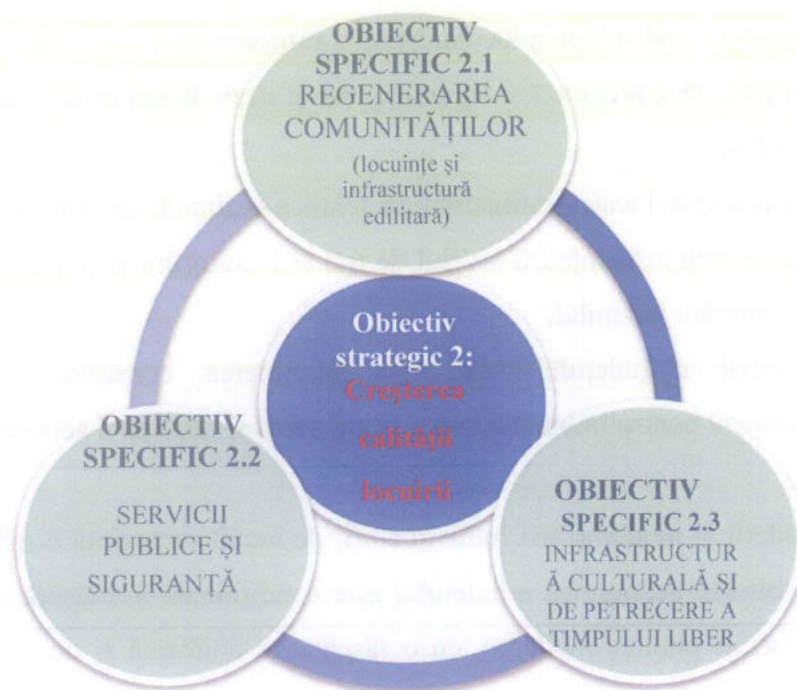 OBIECTIV
SPECIFIC 2.1
REGENERAREA
COMUNITĂȚILOR
(locuințe și
infrastructură
edilitară)
Obiectiv
strategic 2:
Creșterea
calității
locuirii
OBIECTIV
SPECIFIC 2.2
SERVICII
PUBLICE ȘI
SIGURANȚĂ
OBIECTIV
SPECIFIC 2.3
INFRASTRUCTUR
Ă CULTURALĂ ȘI
DE PETRECERE A
TIMPULUI LIBER